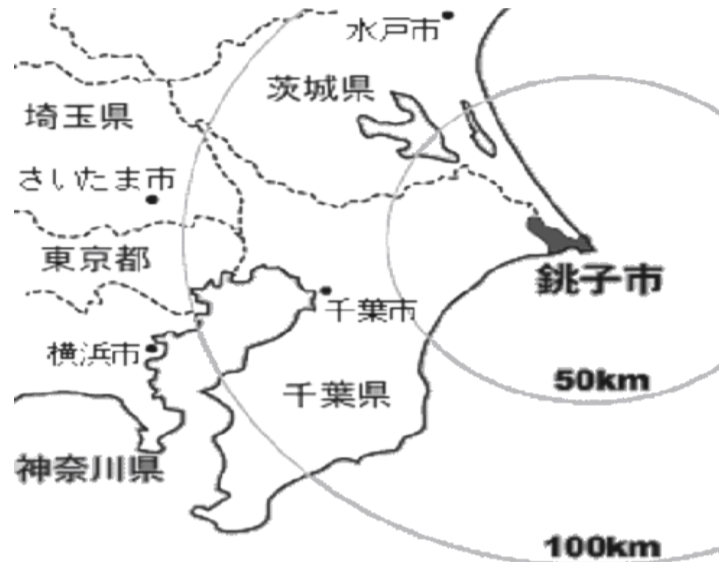 水戸市
茨城県
埼玉県
さいたま市
東京都
銚子市
千葉市
横浜市
50km
千葉県
神奈川県
100km